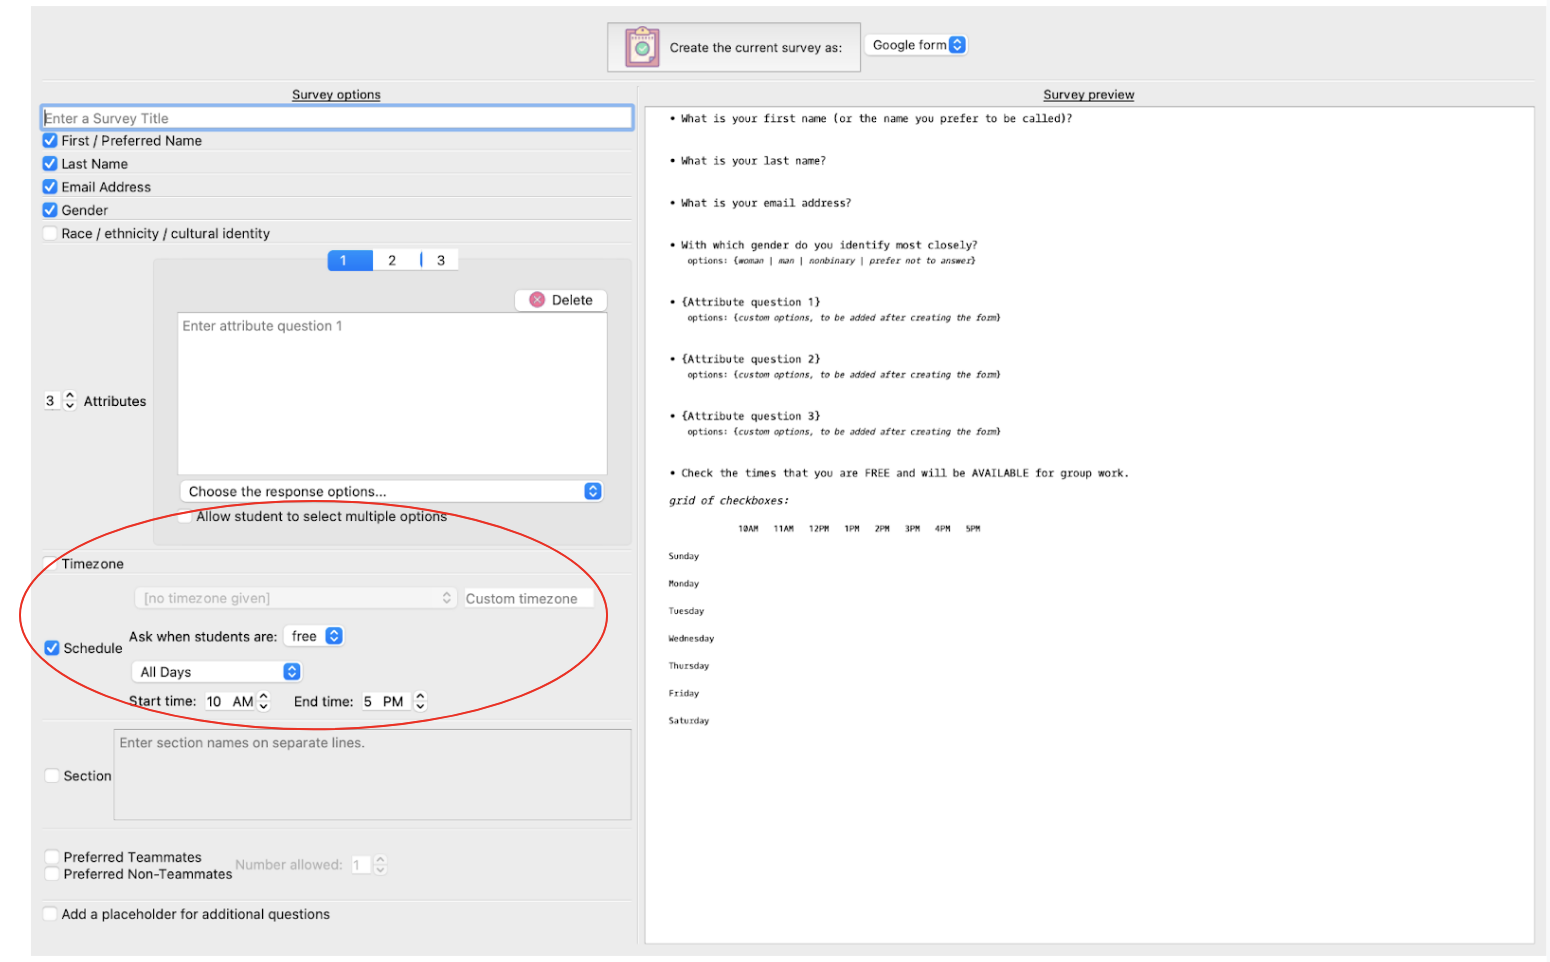 Create the current survey as: Google form
Survey options
Enter a Survey Title
First / Preferred Name
Last Name
Email Address
Gender
Race / ethnicity / cultural identity
1 2 3
Delete
Enter attribute question 1
3 Attributes
Choose the response options...
Allow student to select multiple options
Timezone
[no timezone given] Custom timezone
Schedule
Ask when students are: free
All Days
Start time: 10 AM End time: 5 PM
Section
Enter section names on separate lines.
Preferred Teammates
Preferred Non-Teammates
Number allowed: 1
Add a placeholder for additional questions
Survey preview
• What is your first name (or the name you prefer to be called)?
• What is your last name?
• What is your email address?
• With which gender do you identify most closely?
options: {woman | man | nonbinary | prefer not to answer}
• {Attribute question 1}
options: {custom options, to be added after creating the form}
• {Attribute question 2}
options: {custom options, to be added after creating the form}
• {Attribute question 3}
options: {custom options, to be added after creating the form}
• Check the times that you are FREE and will be AVAILABLE for group work.
grid of checkboxes:
10AM 11AM 12PM 1PM 2PM 3PM 4PM 5PM
Sunday
Monday
Tuesday
Wednesday
Thursday
Friday
Saturday